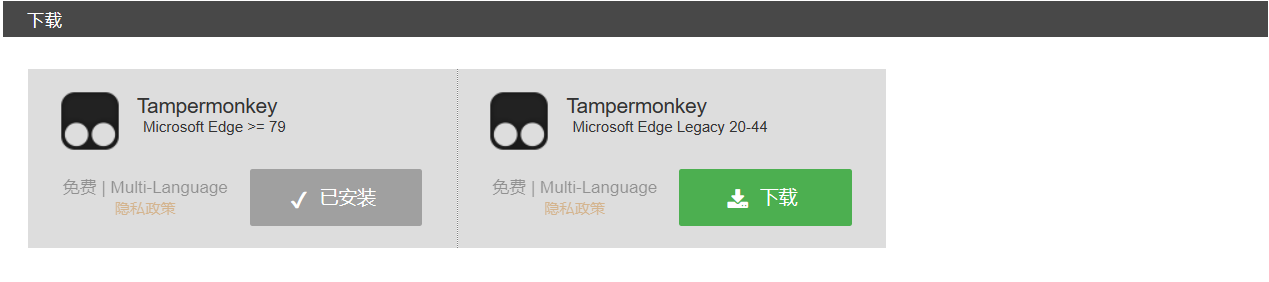 下载
Tampermonkey
Microsoft Edge >= 79
免费 | Multi-Language
隐私政策
已安装
Tampermonkey
Microsoft Edge Legacy 20-44
免费 | Multi-Language
隐私政策
下载